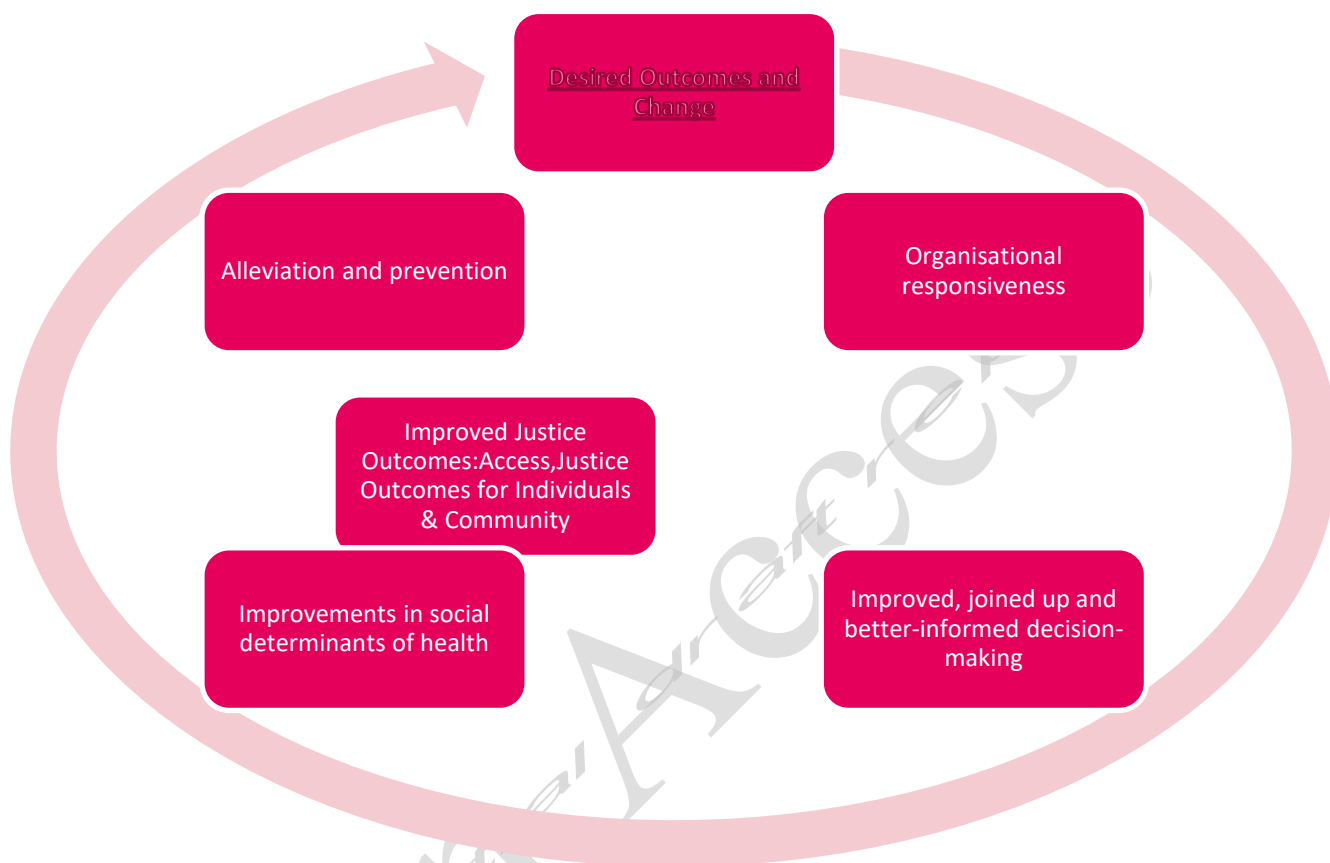 Desired Outcomes and
Change
Alleviation and prevention
Organisational
responsiveness
Improved Justice
Outcomes:Access,Justice
Outcomes for Individuals
& Community
Improvements in social
determinants of health
Improved, joined up and
better-informed decision-
making